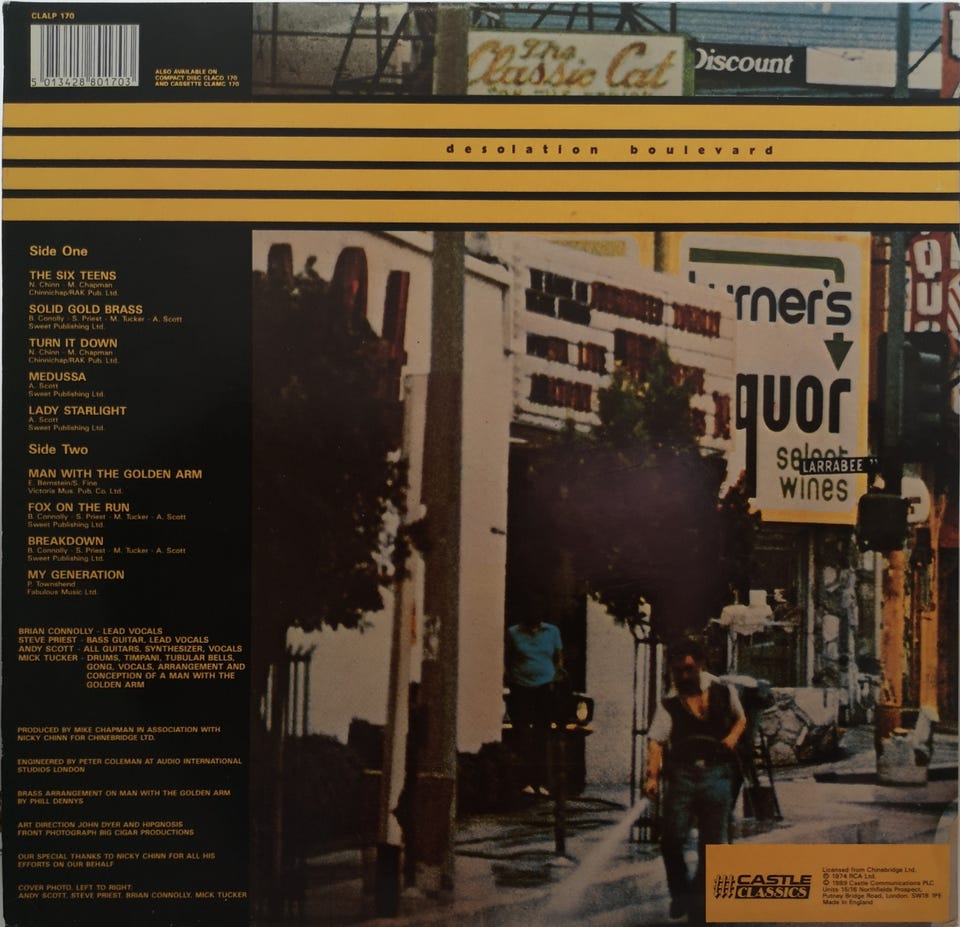 CLALP 170
5 013428 801703
ALSO AVAILABLE ON
COMPACT DISC CLACD 170
AND CASSETTE CLAMC 170
The
Classic Cat
Discount
desolation boulevard
Side One
THE SIX TEENS
N. Chinn - M. Chapman
Chinnichap/RAK Pub. Ltd.
SOLID GOLD BRASS
B. Conolly - S. Priest - M. Tucker - A. Scott
Sweet Publishing Ltd.
TURN IT DOWN
N. Chinn - M. Chapman
Chinnichap/RAK Pub. Ltd.
MEDUSSA
A. Scott
Sweet Publishing Ltd.
LADY STARLIGHT
A. Scott
Sweet Publishing Ltd.
Side Two
MAN WITH THE GOLDEN ARM
E. Bernstein/S. Fine
Victoria Mus. Pub. Co. Ltd.
FOX ON THE RUN
B. Connolly - S. Priest - M. Tucker - A. Scott
Sweet Publishing Ltd.
BREAKDOWN
B. Connolly - S. Priest - M. Tucker - A. Scott
Sweet Publishing Ltd.
MY GENERATION
P. Townshend
Fabulous Music Ltd.
BRIAN CONNOLLY - LEAD VOCALS
STEVE PRIEST - BASS GUITAR, LEAD VOCALS
ANDY SCOTT - ALL GUITARS, SYNTHESIZER, VOCALS
MICK TUCKER - DRUMS, TIMPANI, TUBULAR BELLS,
GONG, VOCALS, ARRANGEMENT AND
CONCEPTION OF A MAN WITH THE
GOLDEN ARM
PRODUCED BY MIKE CHAPMAN IN ASSOCIATION WITH
NICKY CHINN FOR CHINEBRIDGE LTD.
ENGINEERED BY PETER COLEMAN AT AUDIO INTERNATIONAL
STUDIOS LONDON
BRASS ARRANGEMENT ON MAN WITH THE GOLDEN ARM
BY PHILL DENNYS
ART DIRECTION JOHN DYER AND HIPGNOSIS
FRONT PHOTOGRAPH BIG CIGAR PRODUCTIONS
OUR SPECIAL THANKS TO NICKY CHINN FOR ALL HIS
EFFORTS ON OUR BEHALF
COVER PHOTO, LEFT TO RIGHT:
ANDY SCOTT, STEVE PRIEST, BRIAN CONNOLLY, MICK TUCKER
urner's
quor
select
wines
LARRABEE
QU
CASTLE
CLASSICS
Licensed from Chinebridge Ltd.
℗ 1974 RCA Ltd.
© 1989 Castle Communications PLC
Units 15/16 Northfields Prospect,
Putney Bridge Road, London. SW18 1PE
Made in England